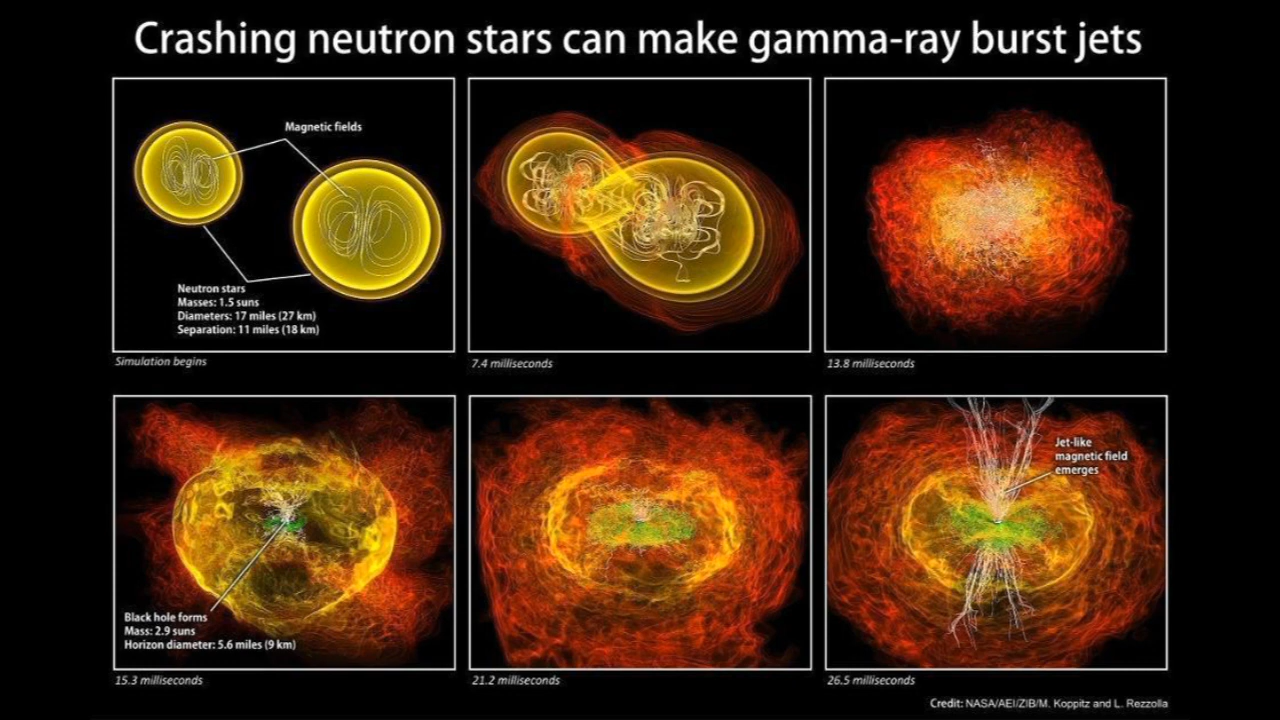 Crashing neutron stars can make gamma-ray burst jets
Magnetic fields
Neutron stars
Masses: 1.5 suns
Diameters: 17 miles (27 km)
Separation: 11 miles (18 km)
Simulation begins
7.4 milliseconds
13.8 milliseconds
Black hole forms
Mass: 2.9 suns
Horizon diameter: 5.6 miles (9 km)
Jet-like
magnetic field
emerges
15.3 milliseconds
21.2 milliseconds
26.5 milliseconds
Credit: NASA/AEI/ZIB/M. Koppitz and L. Rezzolla